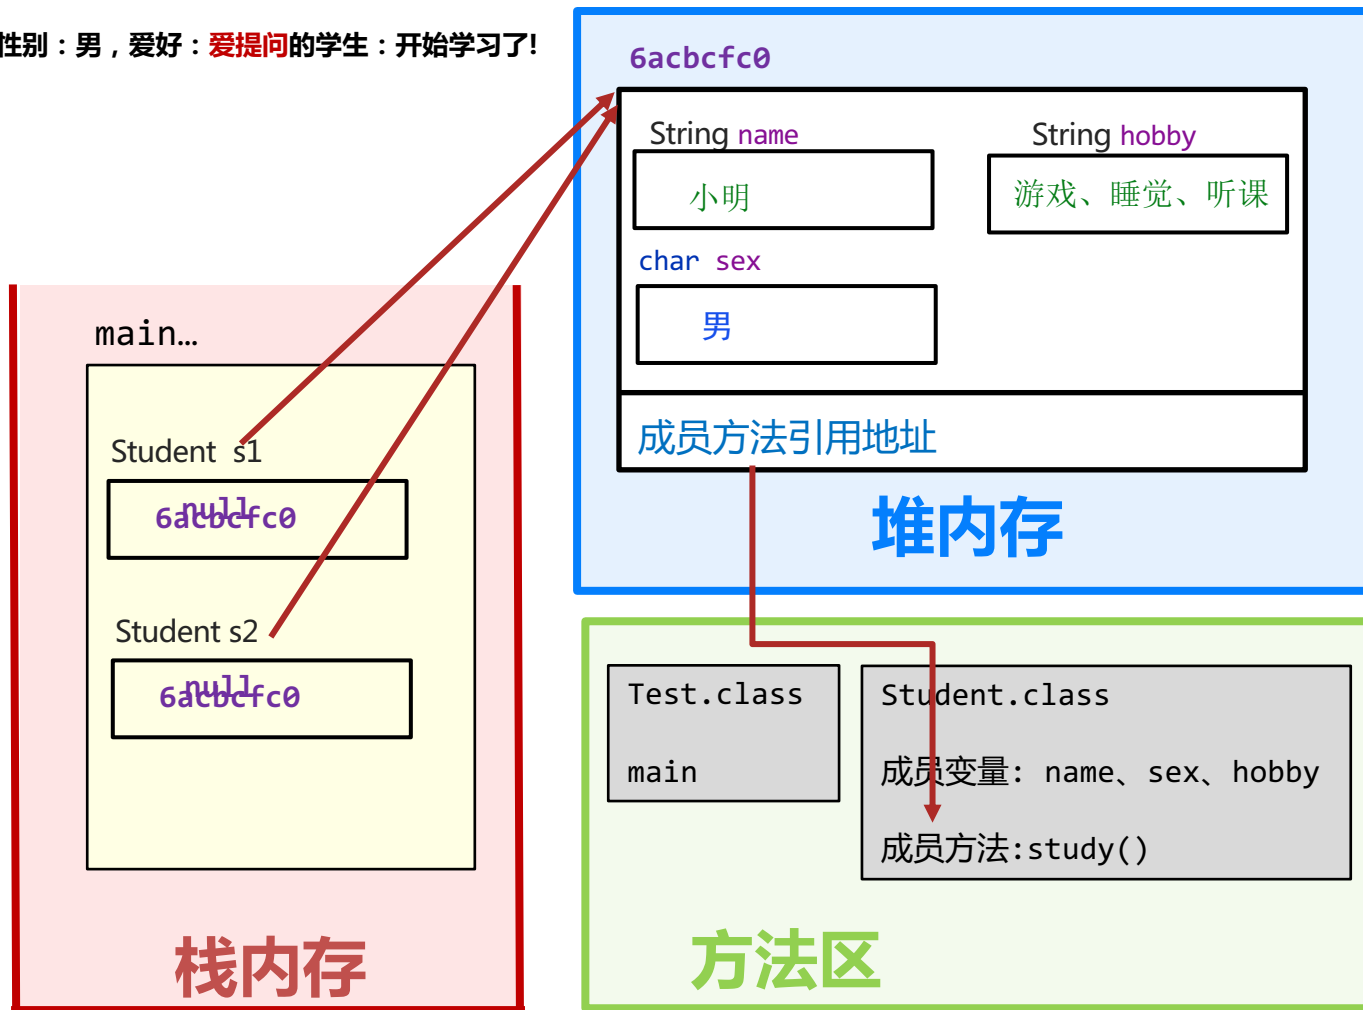 性别：男，爱好：爱提问的学生：开始学习了!
6acbcfc0
String name
String hobby
小明
游戏、睡觉、听课
char sex
男
成员方法引用地址
堆内存
main…
Student s1
null
6acbcfc0
Student s2
null
6acbcfc0
栈内存
Test.class
main
Student.class
成员变量: name、sex、hobby
成员方法:study()
方法区